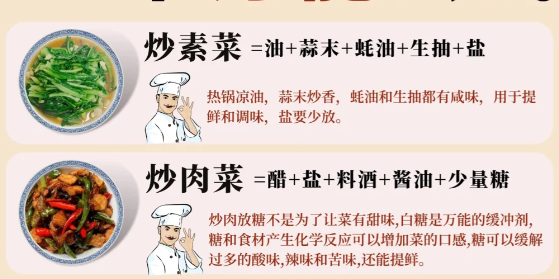 炒素菜 =油+蒜末+蚝油+生抽+盐
热锅凉油，蒜末炒香，蚝油和生抽都有咸味，用于提
鲜和调味，盐要少放。
炒肉菜 =醋+盐+料酒+酱油+少量糖
炒肉放糖不是为了让菜有甜味,白糖是万能的缓冲剂,
糖和食材产生化学反应可以增加菜的口感,糖可以缓解
过多的酸味,辣味和苦味,还能提鲜。